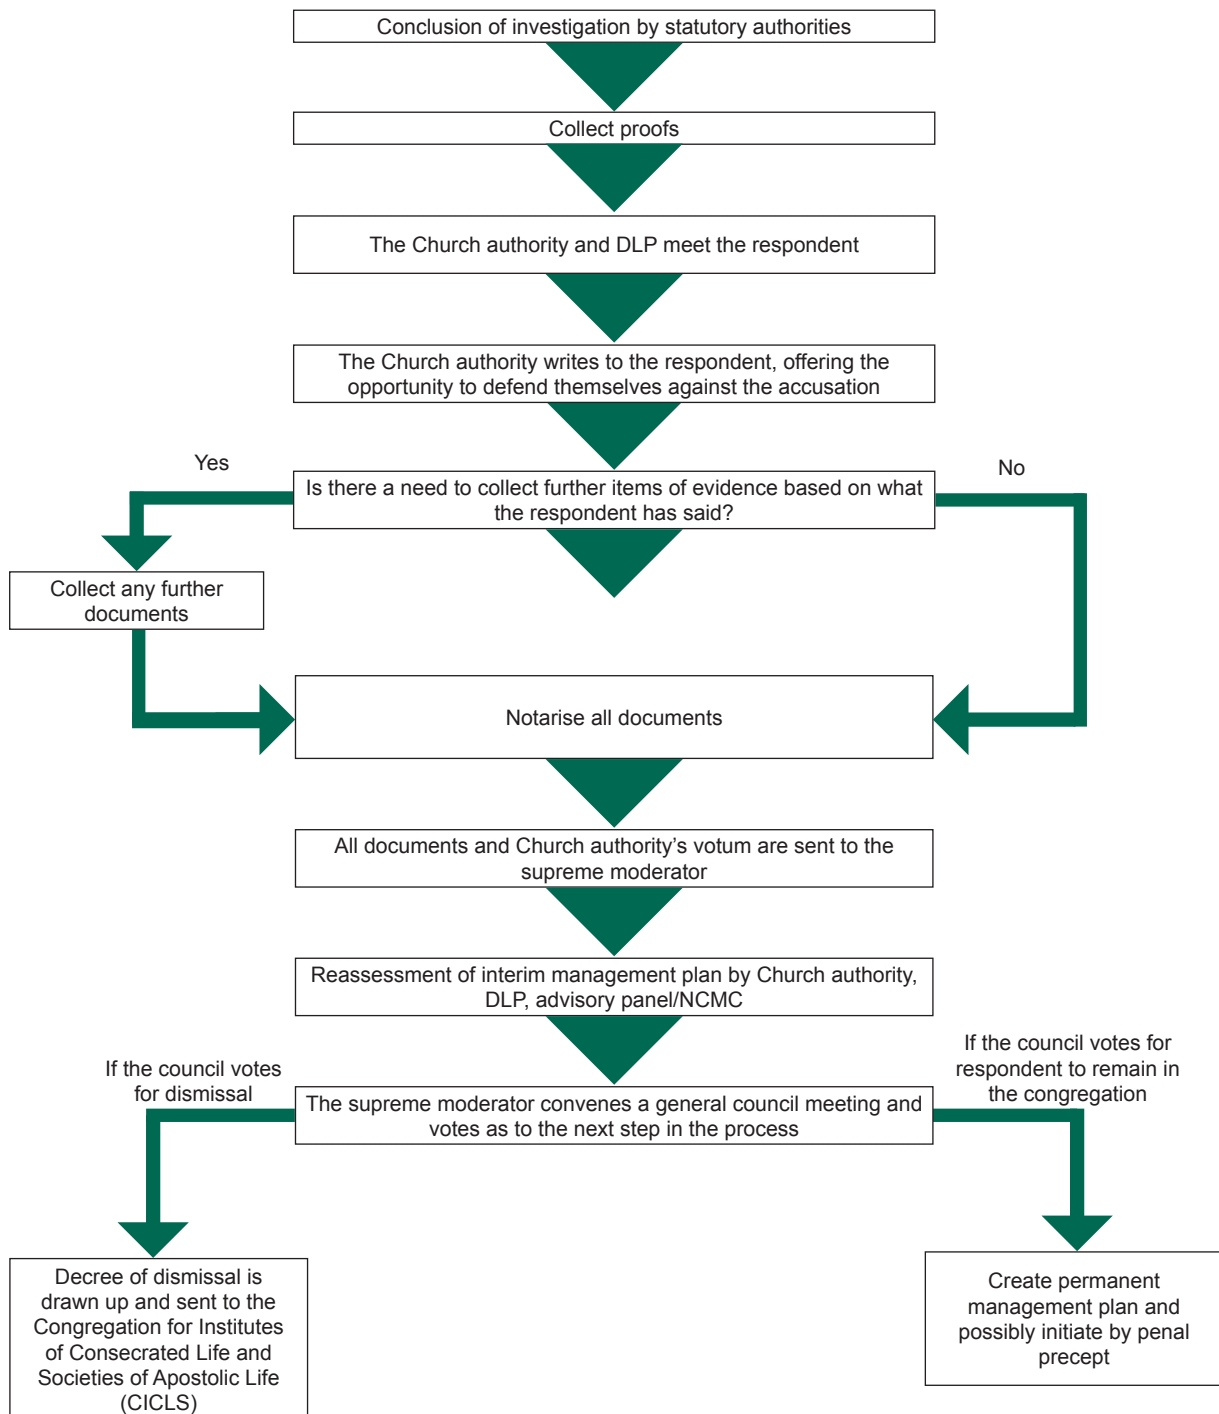 Conclusion of investigation by statutory authorities
Collect proofs
The Church authority and DLP meet the respondent
The Church authority writes to the respondent, offering the
opportunity to defend themselves against the accusation
Yes
No
Is there a need to collect further items of evidence based on what
the respondent has said?
Collect any further
documents
Notarise all documents
All documents and Church authority's votum are sent to the
supreme moderator
Reassessment of interim management plan by Church authority,
DLP, advisory panel/NCMC
If the council votes
for dismissal
If the council votes for
respondent to remain in
the congregation
The supreme moderator convenes a general council meeting and
votes as to the next step in the process
Decree of dismissal is
drawn up and sent to the
Congregation for Institutes
of Consecrated Life and
Societies of Apostolic Life
(CICLS)
Create permanent
management plan and
possibly initiate by penal
precept